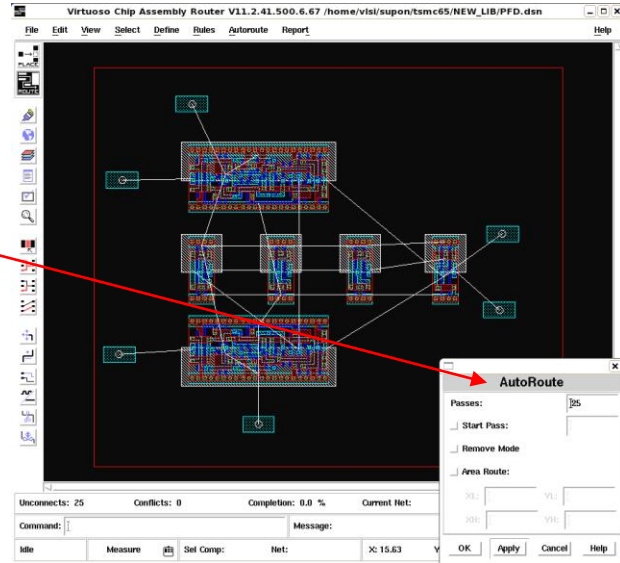 Virtuoso Chip Assembly Router V11.2.41.500.6.67 /home/vlsi/supon/tsmc65/NEW_LIB/PFD.dsn
File Edit View Select Define Rules Autoroute Report Help
PLACE
ROUTE
AutoRoute
Passes: 25
Start Pass:
Remove Mode
Area Route:
XL: YL:
XH: YH:
OK Apply Cancel Help
Unconnects: 25 Conflicts: 0 Completion: 0.0 % Current Net:
Command: Message:
Idle Measure Sel Comp: Net: X: 15.63 Y